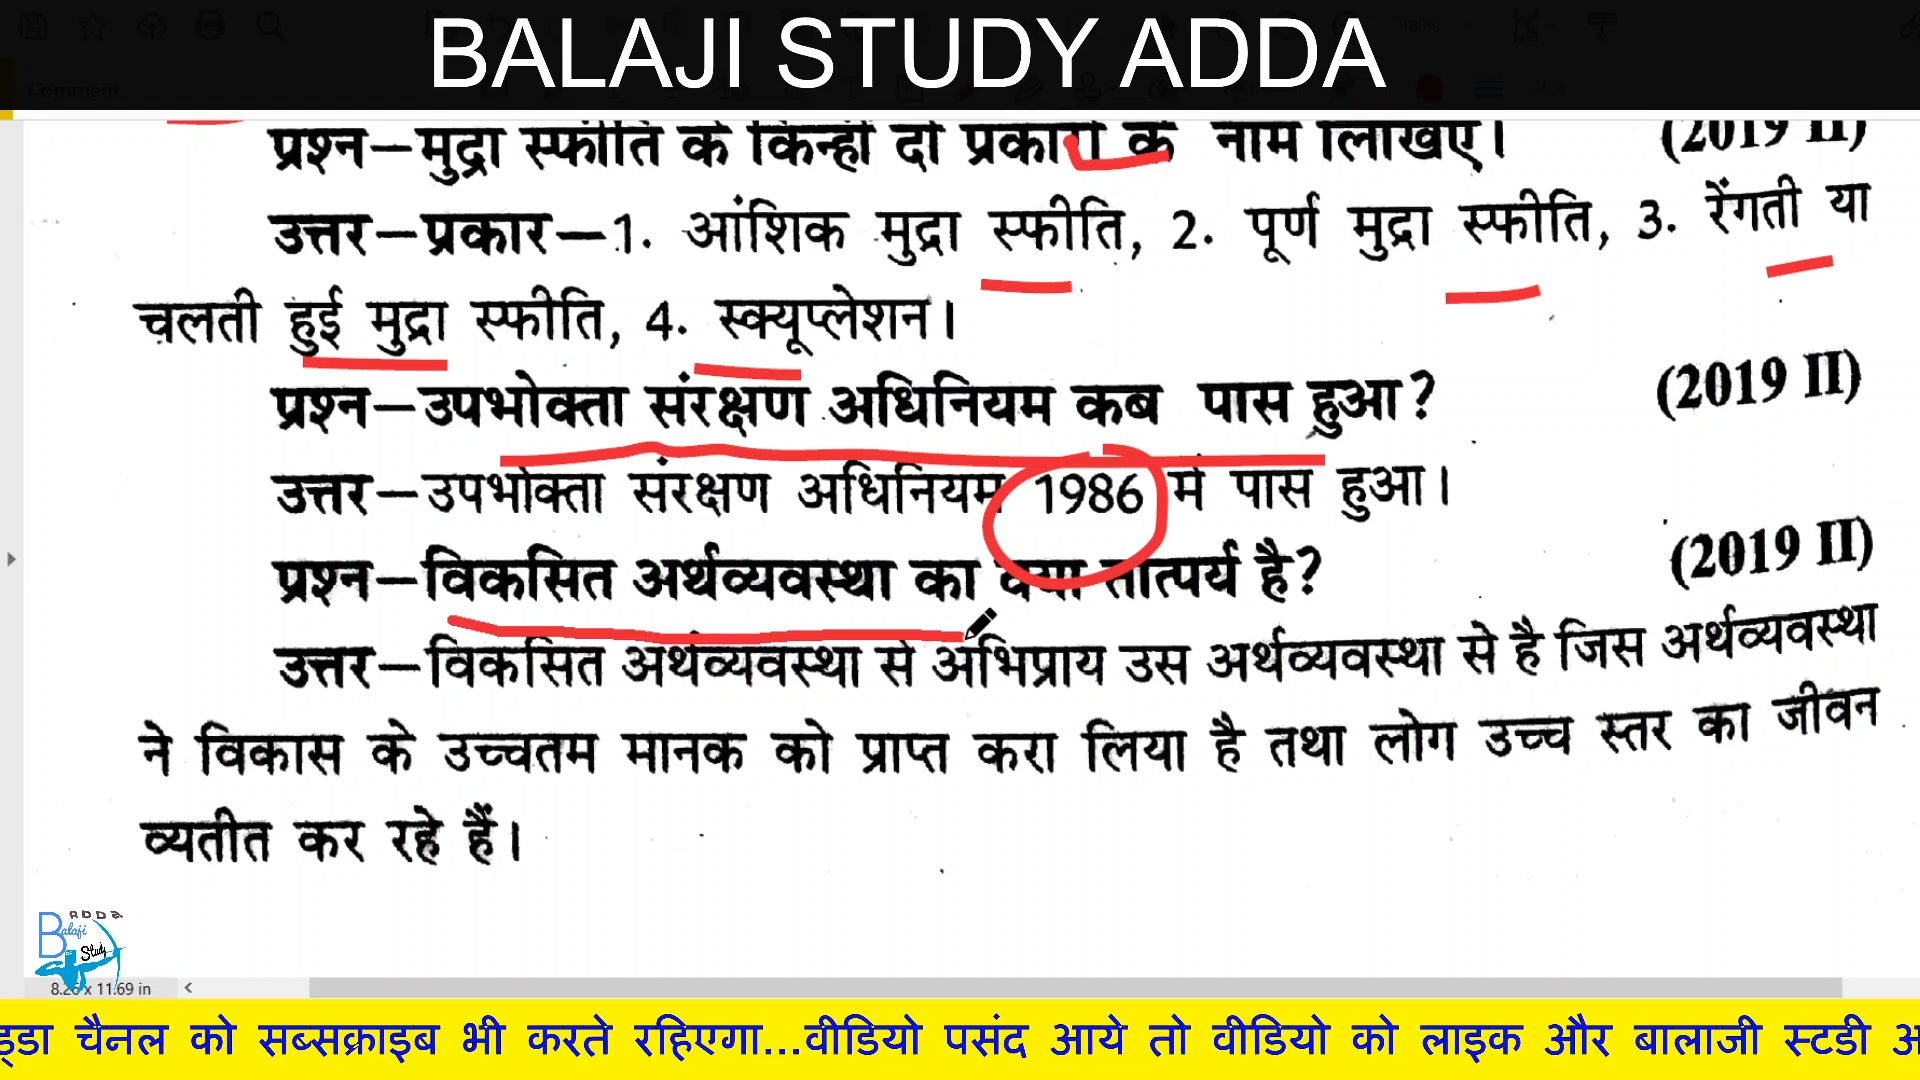 BALAJI STUDY ADDA
Comment
प्रश्न–मुद्रा स्फीति के किन्हीं दो प्रकारों के नाम लिखिए। (2019 II)
उत्तर–प्रकार–1. आंशिक मुद्रा स्फीति, 2. पूर्ण मुद्रा स्फीति, 3. रेंगती या
चलती हुई मुद्रा स्फीति, 4. स्क्यूप्लेशन।
प्रश्न–उपभोक्ता संरक्षण अधिनियम कब पास हुआ? (2019 II)
उत्तर–उपभोक्ता संरक्षण अधिनियम 1986 में पास हुआ।
प्रश्न–विकसित अर्थव्यवस्था का क्या तात्पर्य है? (2019 II)
उत्तर–विकसित अर्थव्यवस्था से अभिप्राय उस अर्थव्यवस्था से है जिस अर्थव्यवस्था
ने विकास के उच्चतम मानक को प्राप्त करा लिया है तथा लोग उच्च स्तर का जीवन
व्यतीत कर रहे हैं।
ADDA
Balaji
Study
8.26 x 11.69 in
ड्डा चैनल को सब्सक्राइब भी करते रहिएगा...वीडियो पसंद आये तो वीडियो को लाइक और बालाजी स्टडी अ